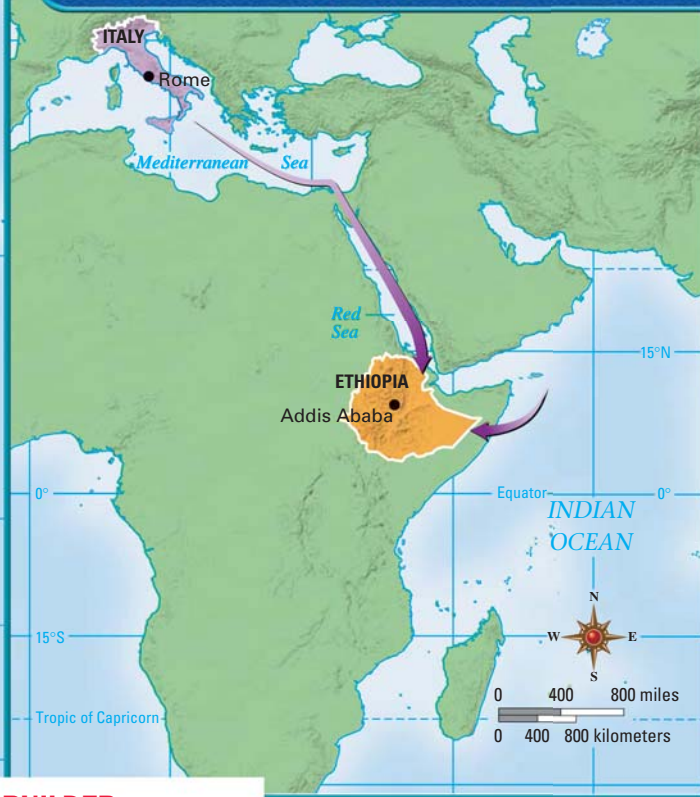 ITALY
Rome
Mediterranean Sea
Red
Sea
15°N
ETHIOPIA
Addis Ababa
0°
Equator
0°
INDIAN
OCEAN
N
15°S
W
E
S
0 400 800 miles
Tropic of Capricorn
0 400 800 kilometers